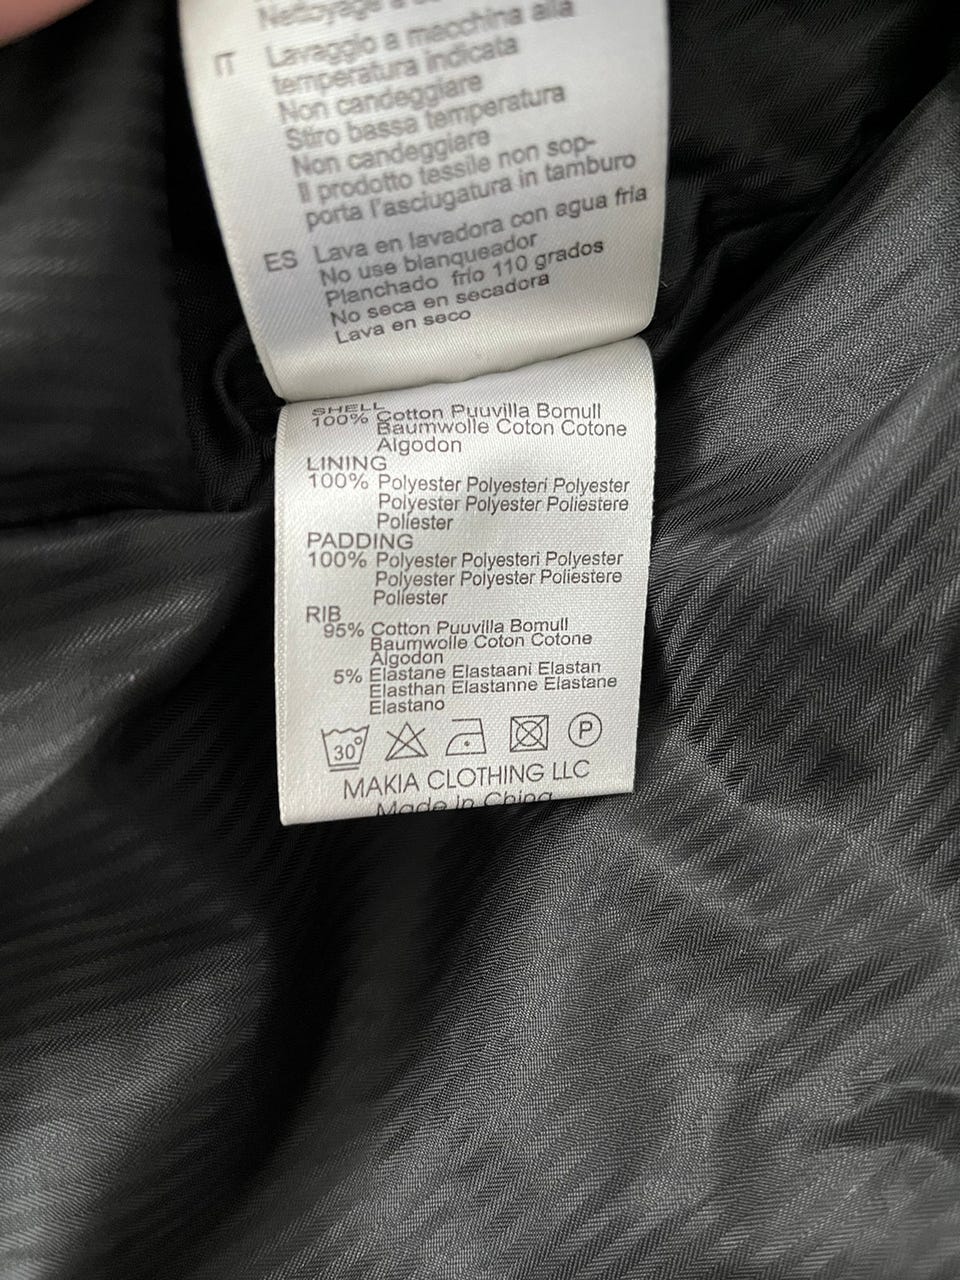 Nettoyage à
IT Lavaggio a macchina alla
temperatura indicata
Non candeggiare
Stiro bassa temperatura
Non candeggiare
Il prodotto tessile non sop-
porta l'asciugatura in tamburo
ES Lava en lavadora con agua fria
No use blanqueador
Planchado frio 110 grados
No seca en secadora
Lava en seco
SHELL
100% Cotton Puuvilla Bomull
Baumwolle Coton Cotone
Algodon
LINING
100% Polyester Polyesteri Polyester
Polyester Polyester Poliestere
Poliester
PADDING
100% Polyester Polyesteri Polyester
Polyester Polyester Poliestere
Poliester
RIB
95% Cotton Puuvilla Bomull
Baumwolle Coton Cotone
Algodon
5% Elastane Elastaani Elastan
Elasthan Elastanne Elastane
Elastano
30° P
MAKIA CLOTHING LLC
Made In China